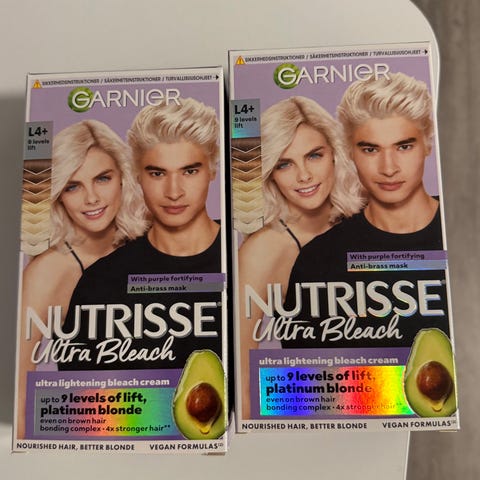 SIKKERHEDSINSTRUKTIONER / SÄKERHETSINSTRUKTIONER / TURVALLISUUSOHJEET
GARNIER
L4+
9 levels
lift
With purple fortifying
Anti-brass mask
NUTRISSE
Ultra Bleach
ultra lightening bleach cream
up to 9 levels of lift,
platinum blonde
even on brown hair
bonding complex • 4x stronger hair**
NOURISHED HAIR, BETTER BLONDE
VEGAN FORMULAS
SIKKERHEDSINSTRUKTIONER / SÄKERHETSINSTRUKTIONER / TURVALLISUUSOHJEET
GARNIER
L4+
9 levels
lift
With purple fortifying
Anti-brass mask
NUTRISSE
Ultra Bleach
ultra lightening bleach cream
up to 9 levels of lift,
platinum blonde
even on brown hair
bonding complex • 4x stronger hair**
NOURISHED HAIR, BETTER BLONDE
VEGAN FORMULAS